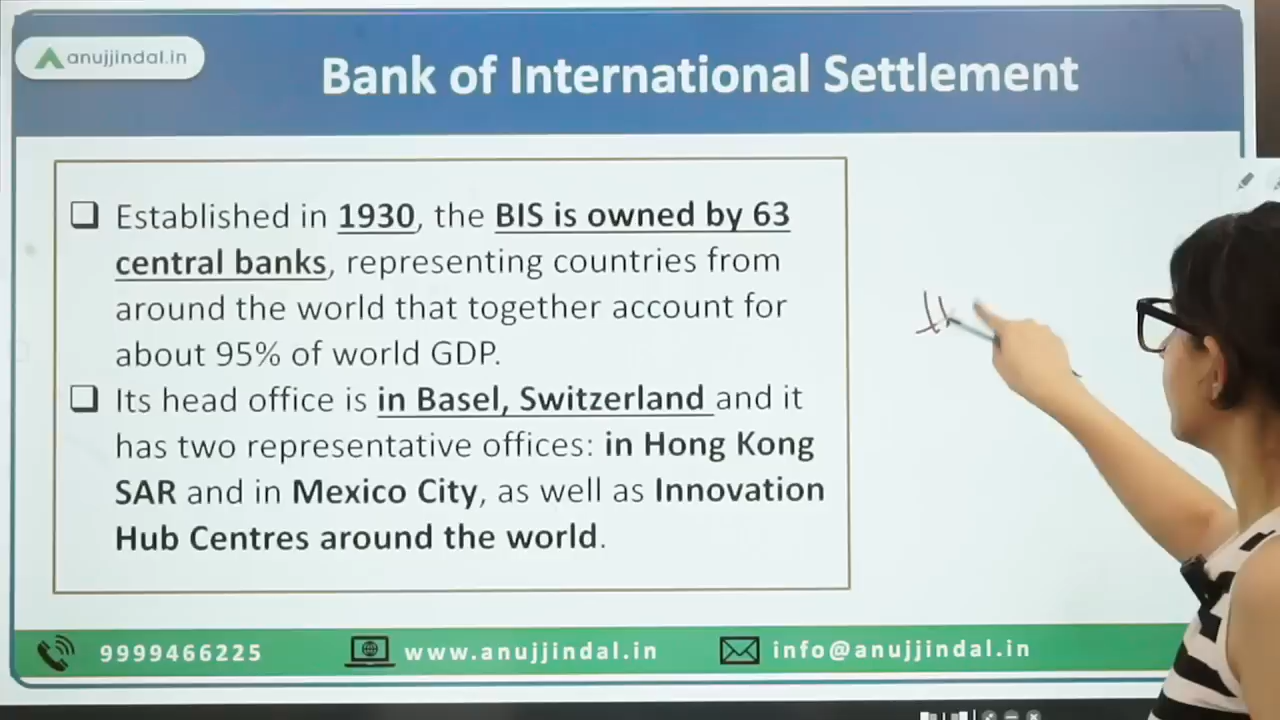 anujjindal.in
Bank of International Settlement
Established in 1930, the BIS is owned by 63
central banks, representing countries from
around the world that together account for
about 95% of world GDP.
Its head office is in Basel, Switzerland and it
has two representative offices: in Hong Kong
SAR and in Mexico City, as well as Innovation
Hub Centres around the world.
9999466225
www.anujjindal.in
info@anujjindal.in